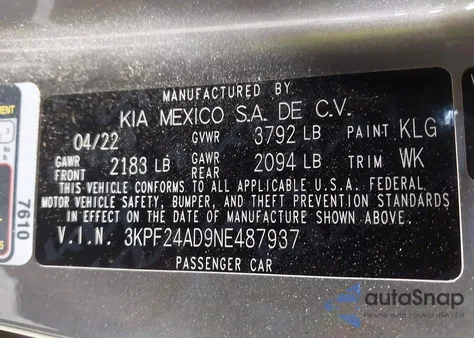 MANUFACTURED BY
KIA MEXICO S.A. DE C.V.
04/22 GVWR 3792 LB PAINT KLG
GAWR FRONT 2183 LB GAWR REAR 2094 LB TRIM WK
THIS VEHICLE CONFORMS TO ALL APPLICABLE U.S.A. FEDERAL
MOTOR VEHICLE SAFETY, BUMPER, AND THEFT PREVENTION STANDARDS
IN EFFECT ON THE DATE OF MANUFACTURE SHOWN ABOVE.
V.I.N. 3KPF24AD9NE487937
PASSENGER CAR
7610
autoSnap